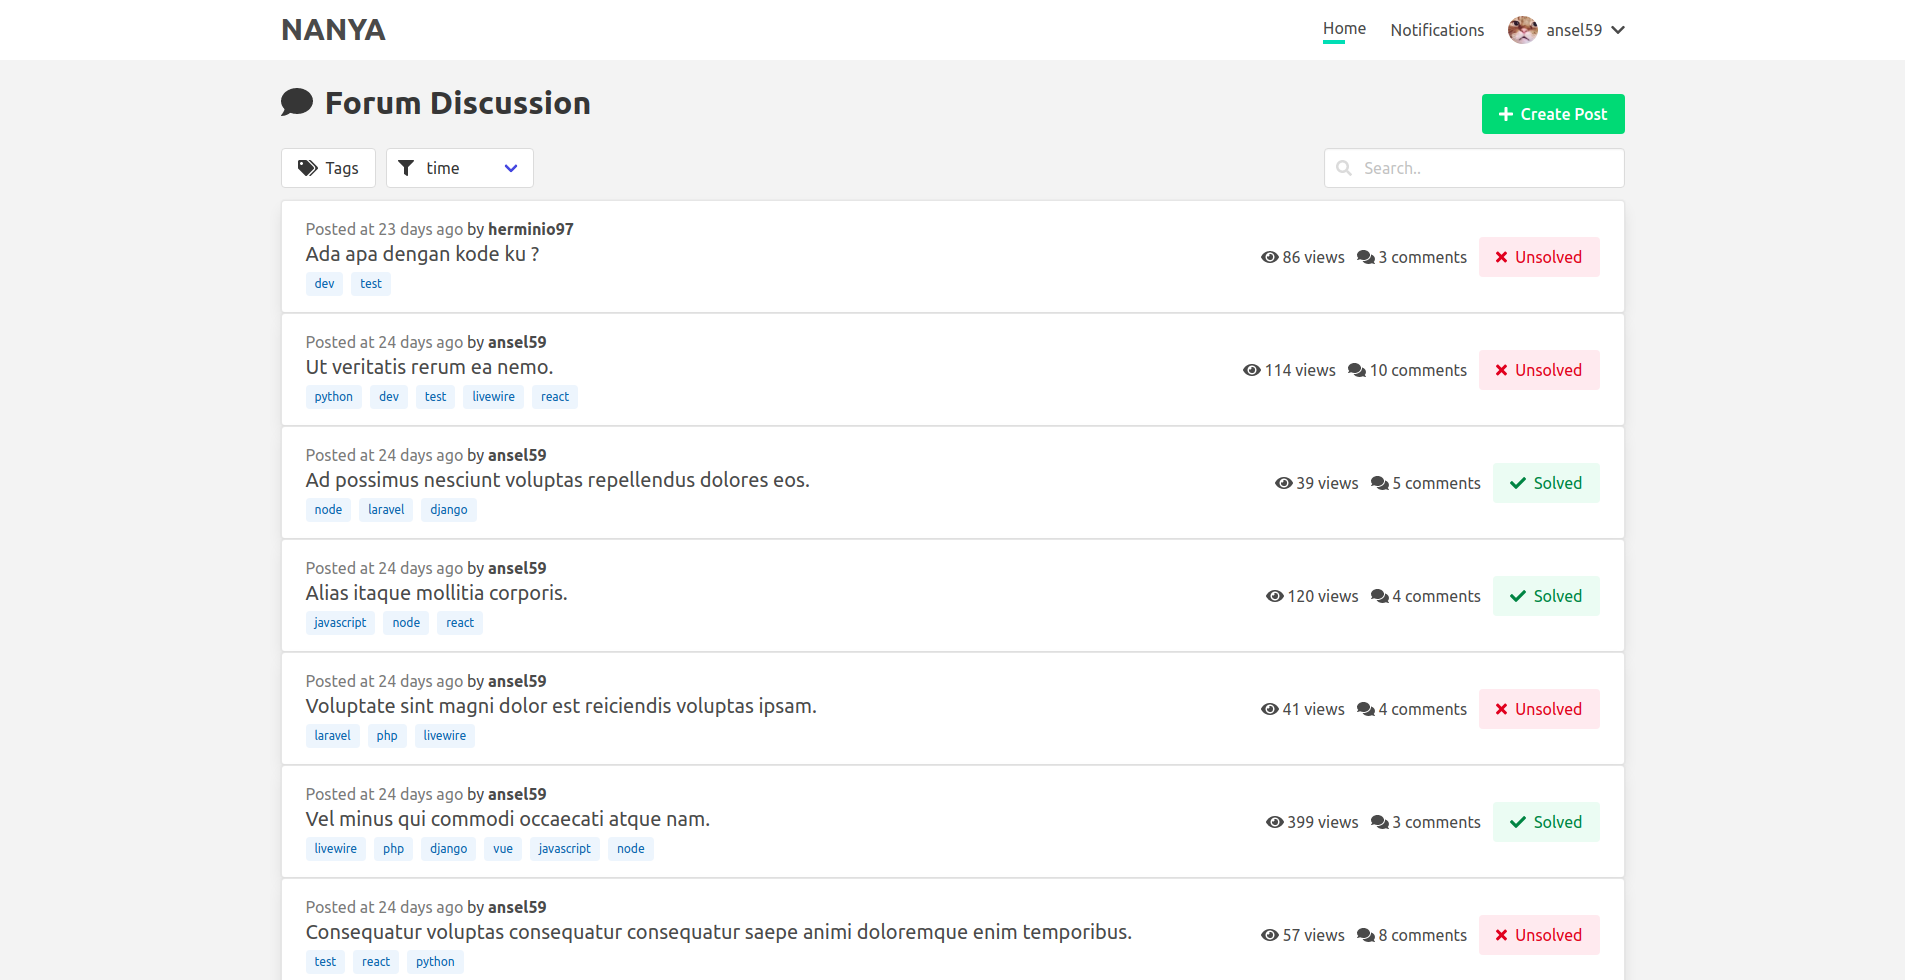 NANYA
Home Notifications ansel59
Forum Discussion
Create Post
Tags time Search..
Posted at 23 days ago by herminio97
Ada apa dengan kode ku ?
86 views 3 comments Unsolved
dev test
Posted at 24 days ago by ansel59
Ut veritatis rerum ea nemo.
114 views 10 comments Unsolved
python dev test livewire react
Posted at 24 days ago by ansel59
Ad possimus nesciunt voluptas repellendus dolores eos.
39 views 5 comments Solved
node laravel django
Posted at 24 days ago by ansel59
Alias itaque mollitia corporis.
120 views 4 comments Solved
javascript node react
Posted at 24 days ago by ansel59
Voluptate sint magni dolor est reiciendis voluptas ipsam.
41 views 4 comments Unsolved
laravel php livewire
Posted at 24 days ago by ansel59
Vel minus qui commodi occaecati atque nam.
399 views 3 comments Solved
livewire php django vue javascript node
Posted at 24 days ago by ansel59
Consequatur voluptas consequatur consequatur saepe animi doloremque enim temporibus.
57 views 8 comments Unsolved
test react python